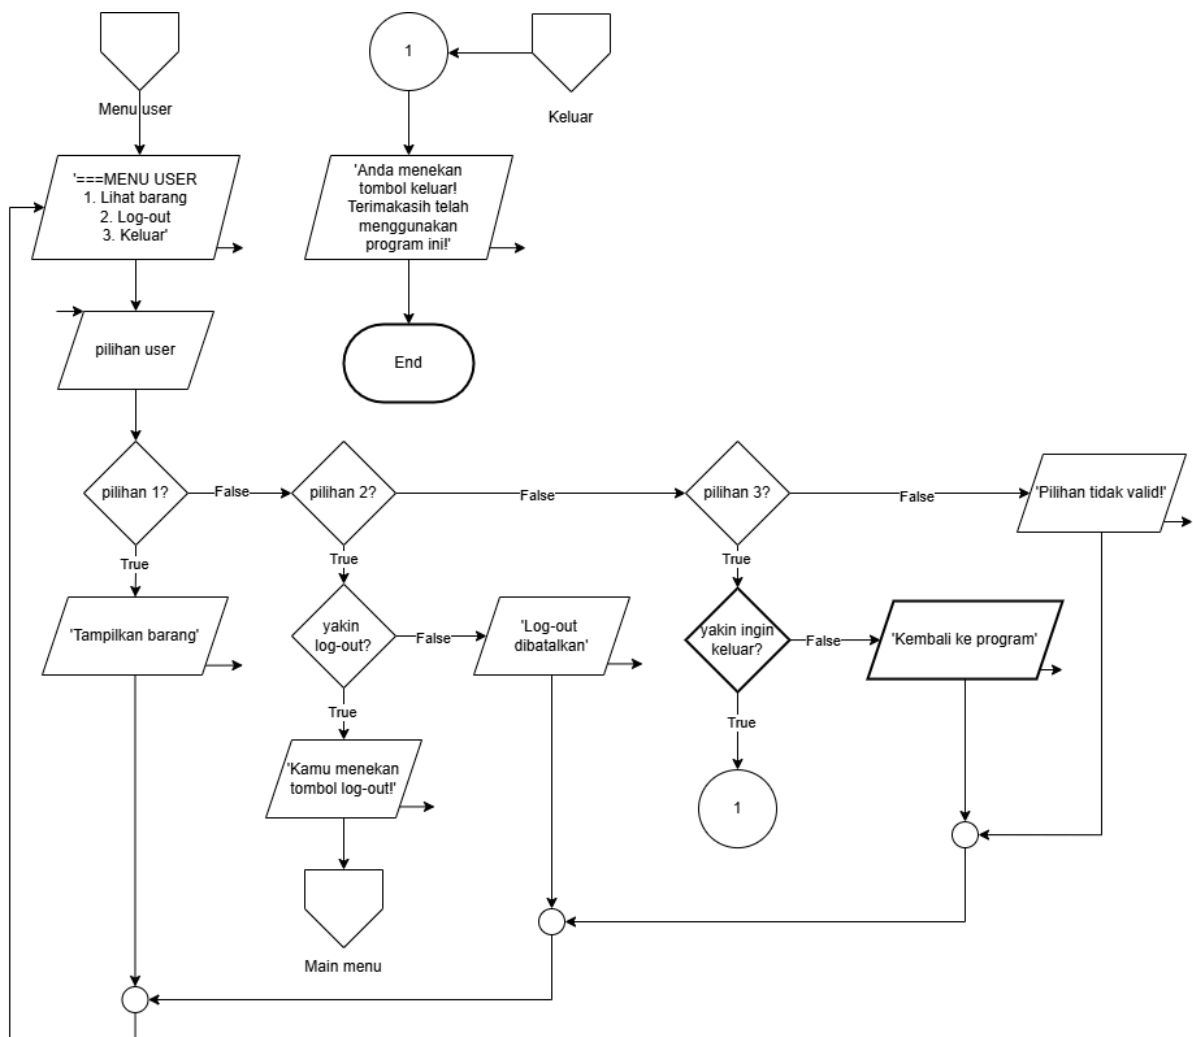 Menu user
1
Keluar
'===MENU USER
1. Lihat barang
2. Log-out
3. Keluar'
'Anda menekan
tombol keluar!
Terimakasih telah
menggunakan
program ini!'
pilihan user
End
pilihan 1?
False
pilihan 2?
False
pilihan 3?
False
'Pilihan tidak valid!'
True
True
True
'Tampilkan barang'
yakin
log-out?
False
'Log-out
dibatalkan'
yakin ingin
keluar?
False
'Kembali ke program'
True
True
'Kamu menekan
tombol log-out!'
1
Main menu